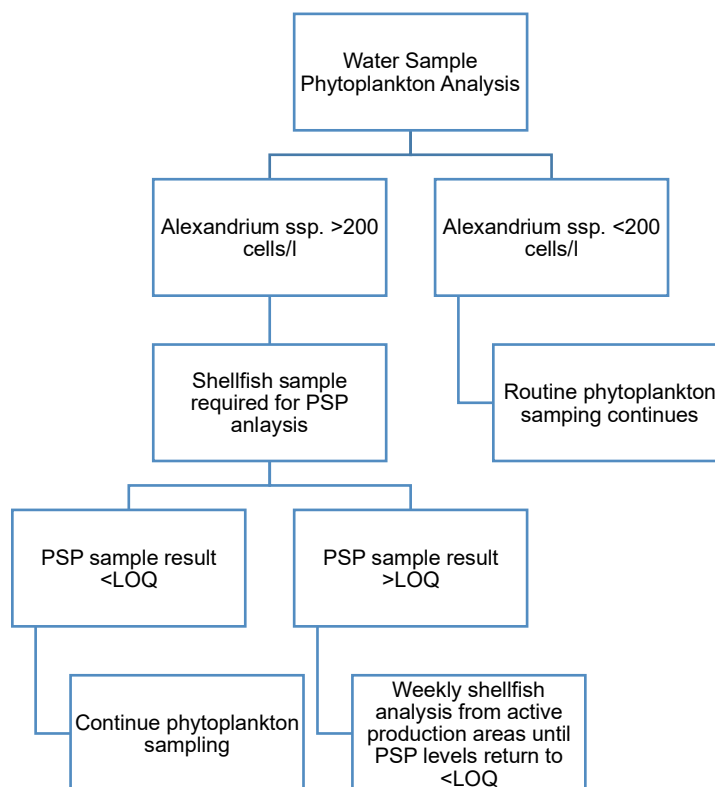 Water Sample
Phytoplankton Analysis
Alexandrium ssp. >200
cells/l
Alexandrium ssp. <200
cells/l
Shellfish sample
required for PSP
anlaysis
Routine phytoplankton
samping continues
PSP sample result
<LOQ
PSP sample result
>LOQ
Continue phytoplankton
sampling
Weekly shellfish
analysis from active
production areas until
PSP levels return to
<LOQ